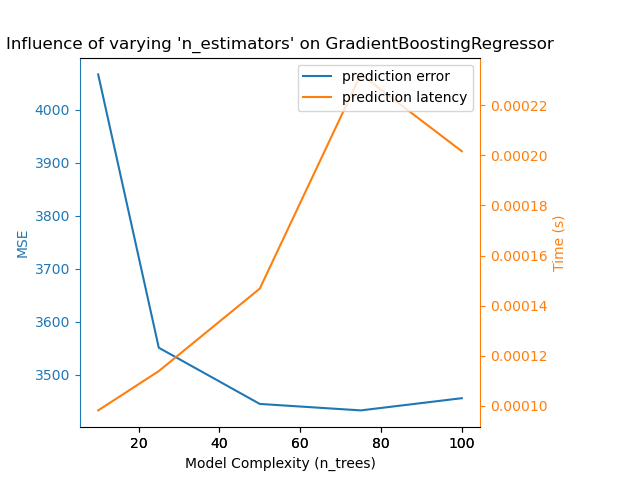 Influence of varying 'n_estimators' on GradientBoostingRegressor
prediction error
prediction latency
4000
3900
3800
3700
3600
3500
MSE
0.00022
0.00020
0.00018
0.00016
0.00014
0.00012
0.00010
Time (s)
20 40 60 80 100
Model Complexity (n_trees)